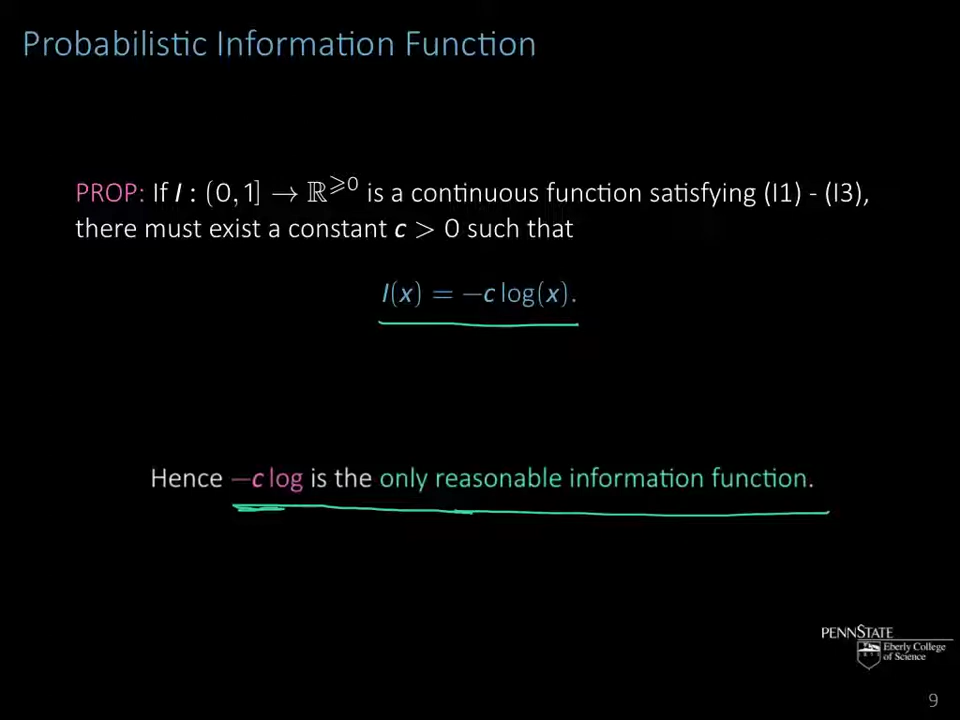 Probabilistic Information Function
PROP: If I : (0, 1] → ℝ⩾0 is a continuous function satisfying (I1) - (I3),
there must exist a constant c > 0 such that
I(x) = −c log(x).
Hence −c log is the only reasonable information function.
PENNSTATE
Eberly College
of Science
9